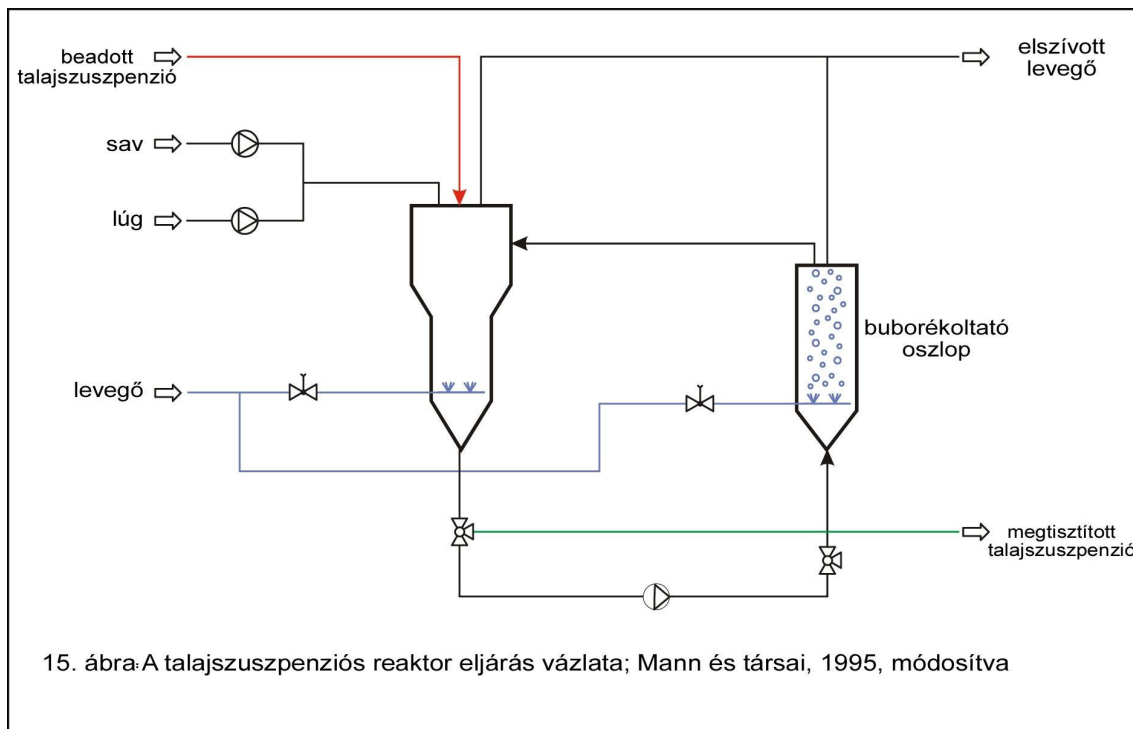 beadott
talajszuszpenzió
elszívott
levegő
sav
lúg
buborékoltató
oszlop
levegő
megtisztított
talajszuszpenzió
15. ábra: A talajszuszpenziós reaktor eljárás vázlata; Mann és társai, 1995, módosítva